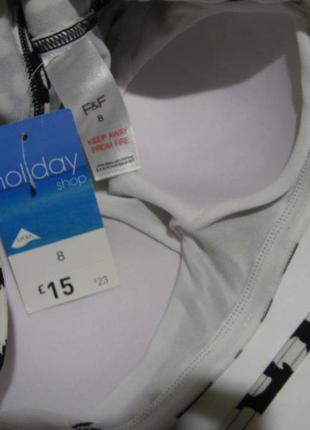 F&F
8
KEEP AWAY
FROM FIRE
holiday
shop
8
£15
€23